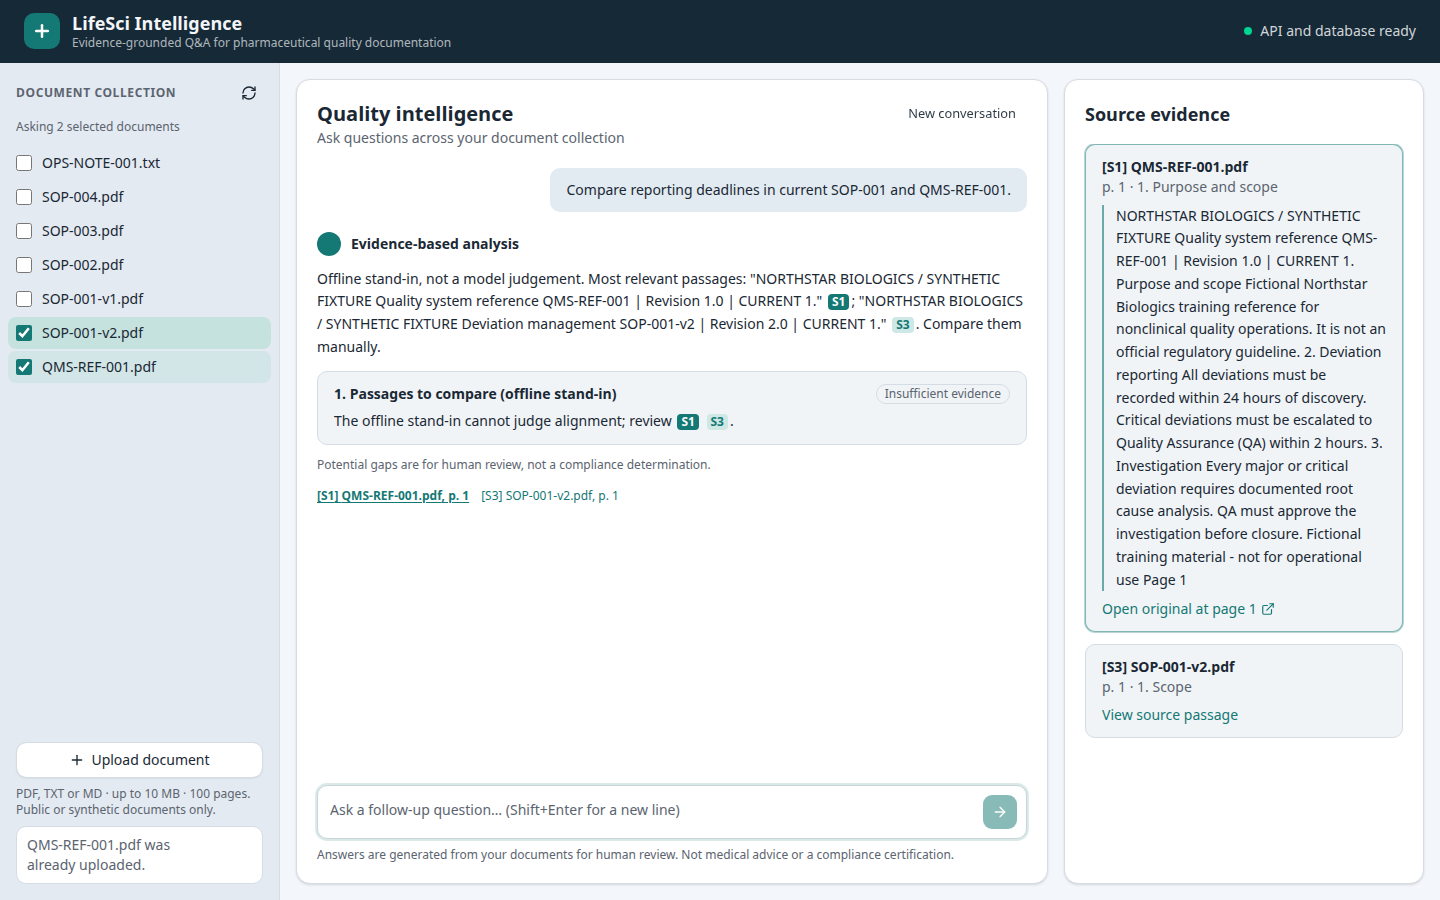 LifeSci Intelligence
Evidence-grounded Q&A for pharmaceutical quality documentation
API and database ready
DOCUMENT COLLECTION
Asking 2 selected documents
OPS-NOTE-001.txt
SOP-004.pdf
SOP-003.pdf
SOP-002.pdf
SOP-001-v1.pdf
SOP-001-v2.pdf
QMS-REF-001.pdf
Upload document
PDF, TXT or MD · up to 10 MB · 100 pages.
Public or synthetic documents only.
QMS-REF-001.pdf was
already uploaded.
Quality intelligence
New conversation
Ask questions across your document collection
Compare reporting deadlines in current SOP-001 and QMS-REF-001.
Evidence-based analysis
Offline stand-in, not a model judgement. Most relevant passages: "NORTHSTAR BIOLOGICS / SYNTHETIC
FIXTURE Quality system reference QMS-REF-001 | Revision 1.0 | CURRENT 1." S1; "NORTHSTAR BIOLOGICS
/ SYNTHETIC FIXTURE Deviation management SOP-001-v2 | Revision 2.0 | CURRENT 1." S3. Compare them
manually.
1. Passages to compare (offline stand-in)
Insufficient evidence
The offline stand-in cannot judge alignment; review S1 S3.
Potential gaps are for human review, not a compliance determination.
[S1] QMS-REF-001.pdf, p. 1 [S3] SOP-001-v2.pdf, p. 1
Ask a follow-up question... (Shift+Enter for a new line)
Answers are generated from your documents for human review. Not medical advice or a compliance certification.
Source evidence
[S1] QMS-REF-001.pdf
p. 1 · 1. Purpose and scope
NORTHSTAR BIOLOGICS / SYNTHETIC
FIXTURE Quality system reference QMS-
REF-001 | Revision 1.0 | CURRENT 1.
Purpose and scope Fictional Northstar
Biologics training reference for
nonclinical quality operations. It is not an
official regulatory guideline. 2. Deviation
reporting All deviations must be
recorded within 24 hours of discovery.
Critical deviations must be escalated to
Quality Assurance (QA) within 2 hours. 3.
Investigation Every major or critical
deviation requires documented root
cause analysis. QA must approve the
investigation before closure. Fictional
training material - not for operational
use Page 1
Open original at page 1
[S3] SOP-001-v2.pdf
p. 1 · 1. Scope
View source passage